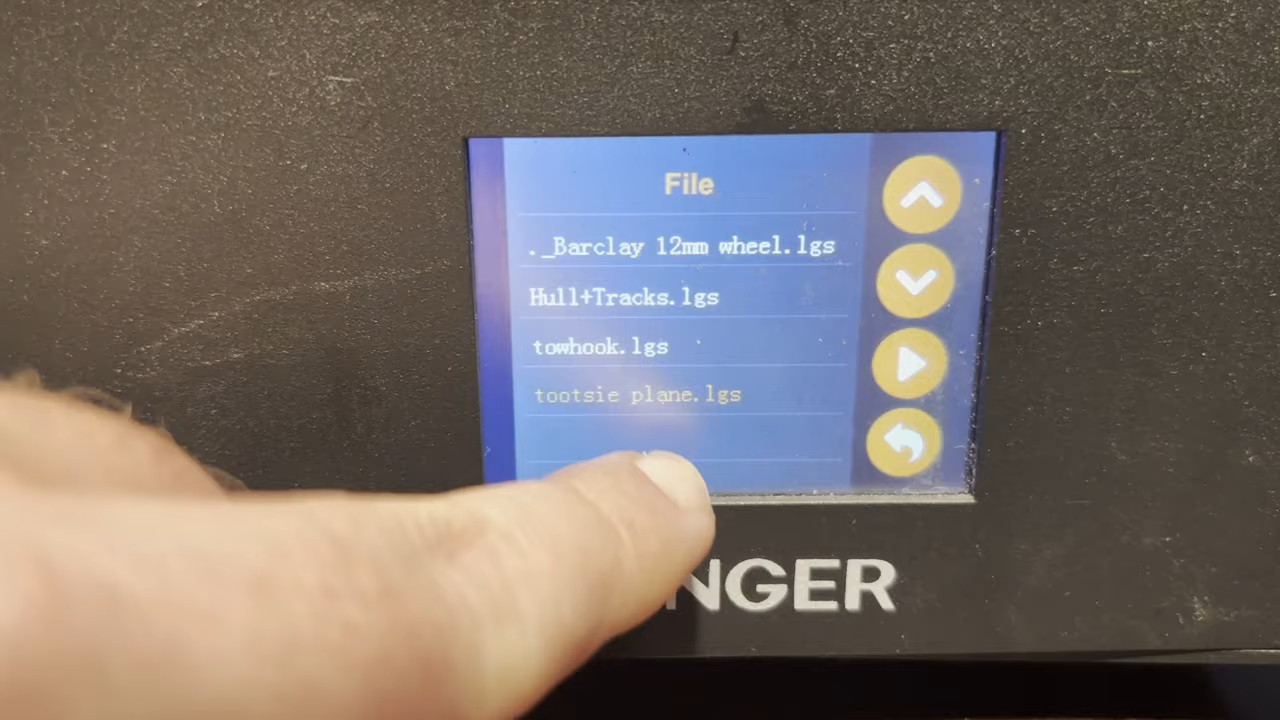 File
._Barclay 12mm wheel.lgs
Hull+Tracks.lgs
towhook.lgs
tootsie plane.lgs
NGER